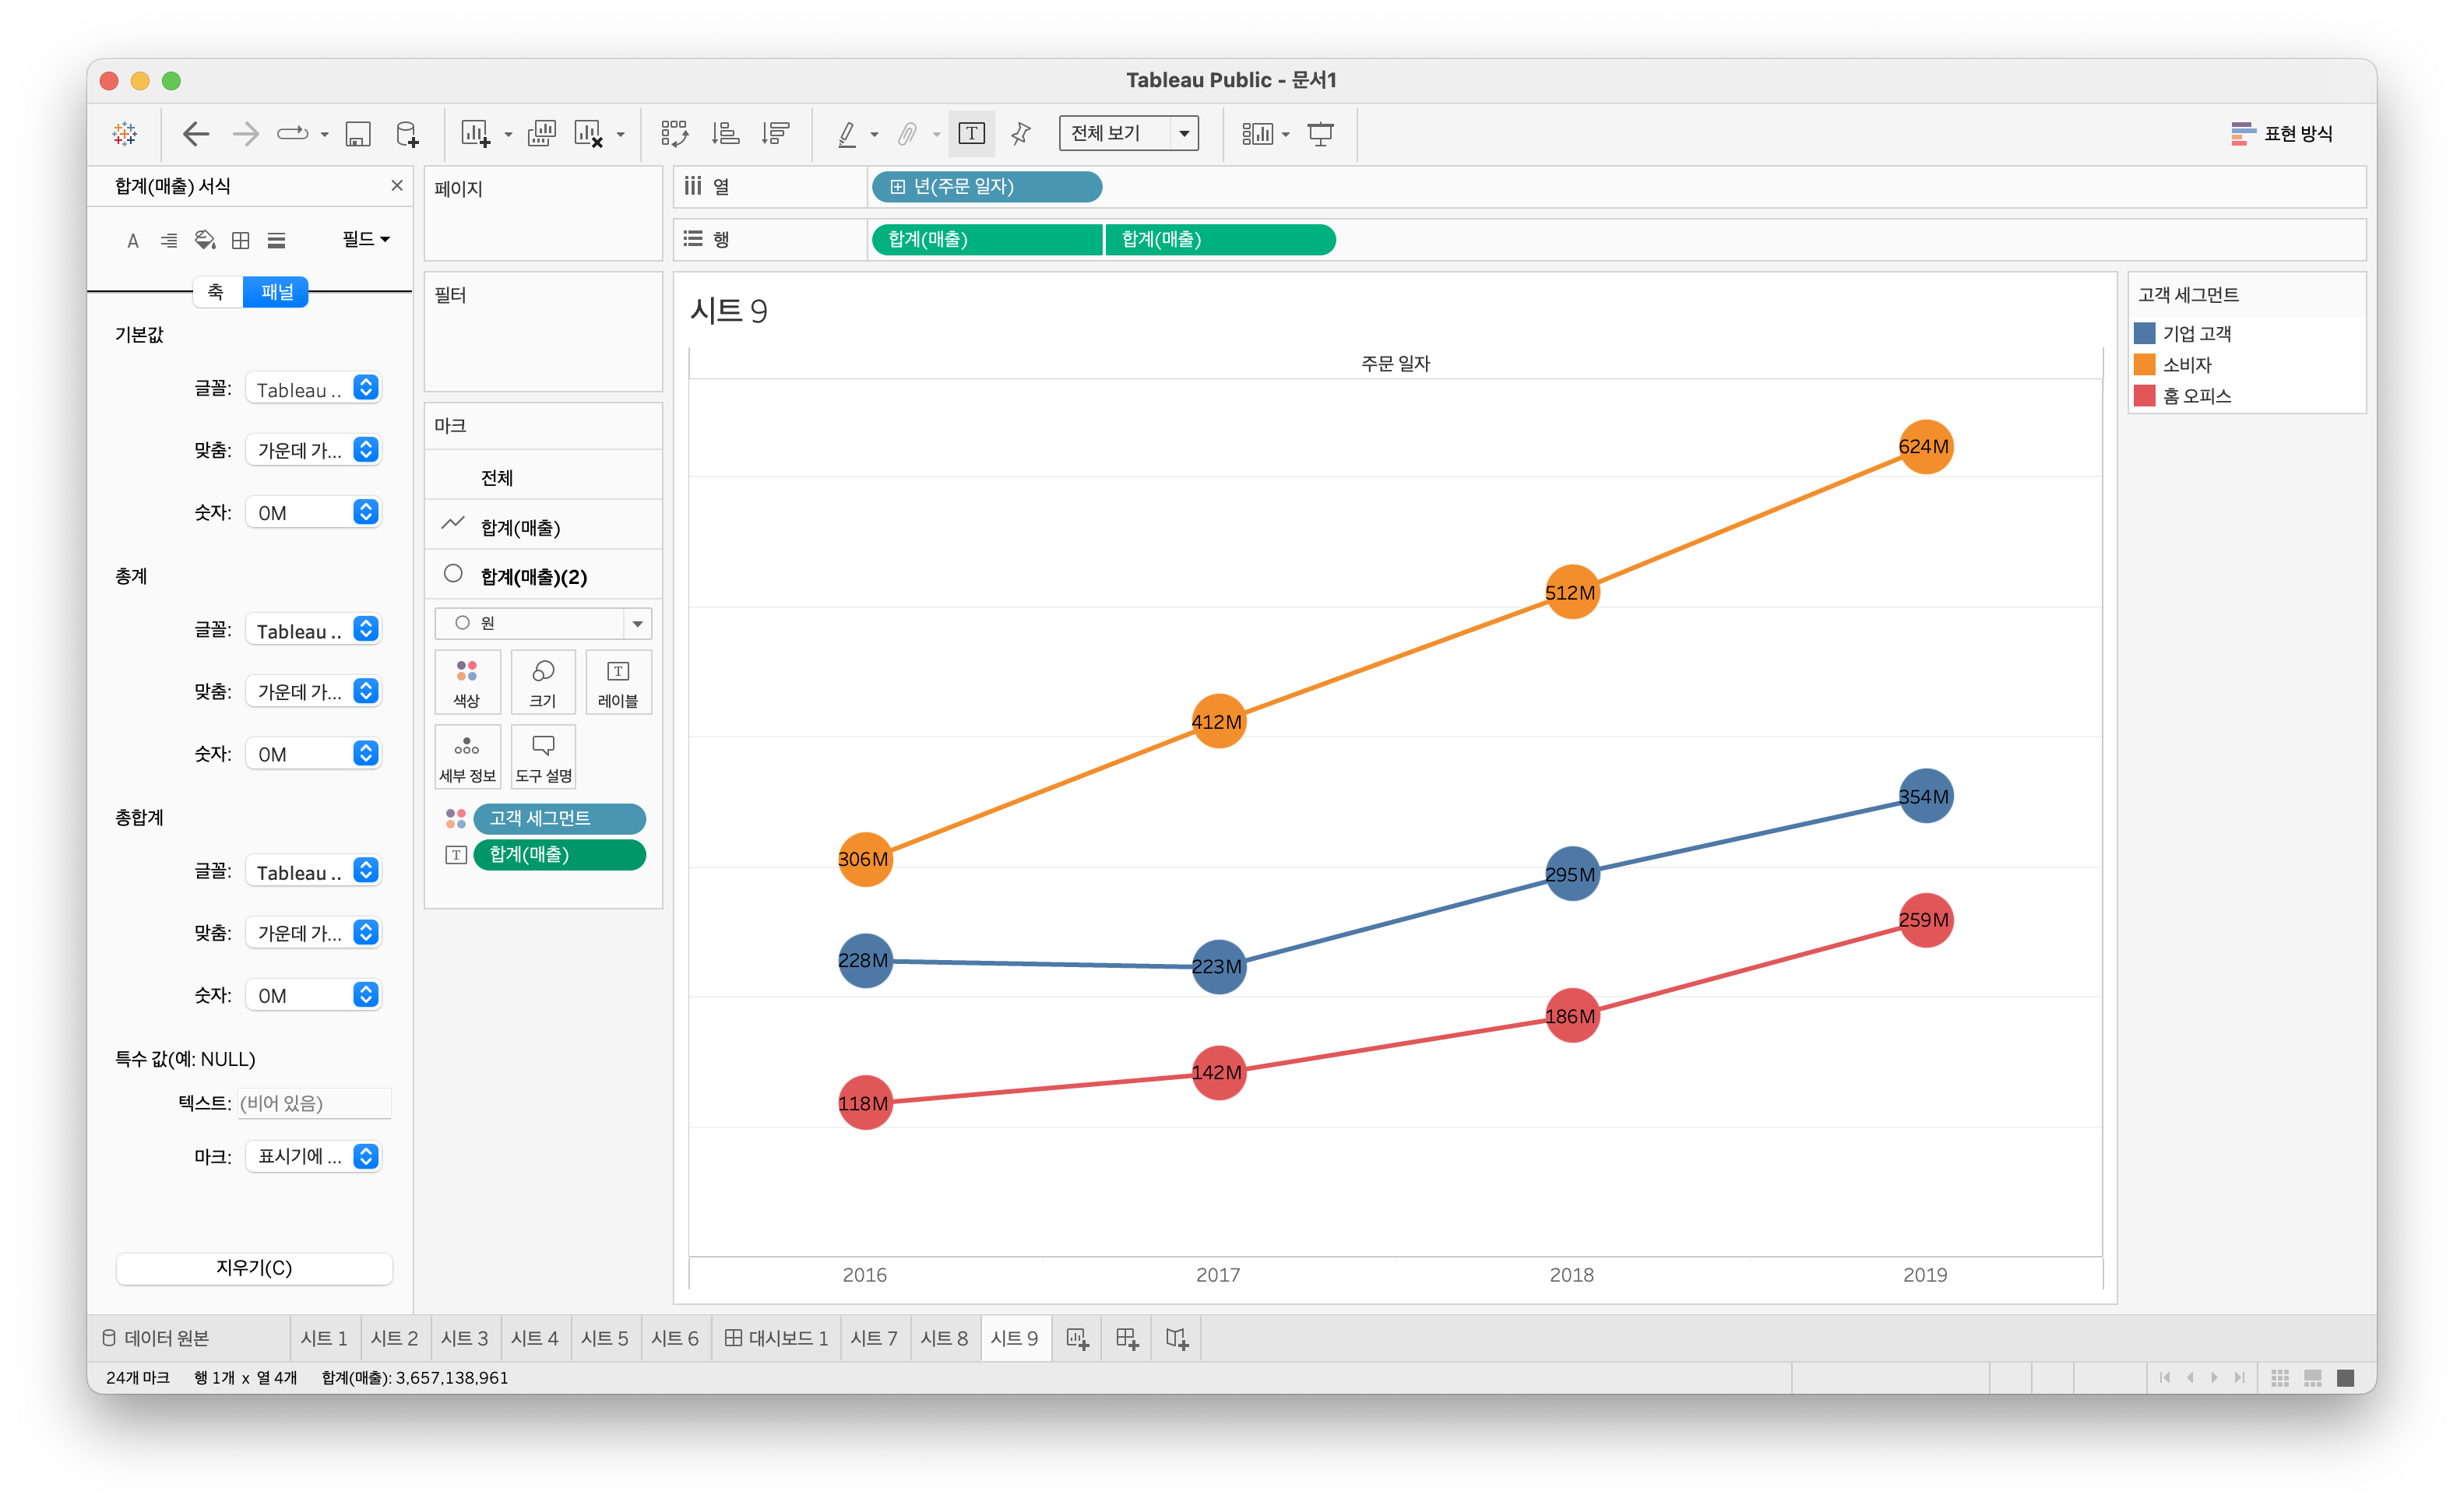 Tableau Public - 문서1
전체 보기
표현 방식
합계(매출) 서식
A
필드
축 패널
기본값
글꼴: Tableau ..
맞춤: 가운데 가...
숫자: 0M
총계
글꼴: Tableau ..
맞춤: 가운데 가...
숫자: 0M
총합계
글꼴: Tableau ..
맞춤: 가운데 가...
숫자: 0M
특수 값(예: NULL)
텍스트: (비어 있음)
마크: 표시기에 ...
지우기(C)
페이지
필터
마크
전체
합계(매출)
합계(매출)(2)
원
색상 크기 레이블
세부 정보 도구 설명
고객 세그먼트
합계(매출)
열 년(주문 일자)
행 합계(매출) 합계(매출)
시트 9
주문 일자
624M
512M
412M
354M
306M
295M
259M
228M
223M
186M
142M
118M
2016 2017 2018 2019
고객 세그먼트
기업 고객
소비자
홈 오피스
데이터 원본 시트 1 시트 2 시트 3 시트 4 시트 5 시트 6 대시보드 1 시트 7 시트 8 시트 9
24개 마크 행 1개 x 열 4개 합계(매출): 3,657,138,961